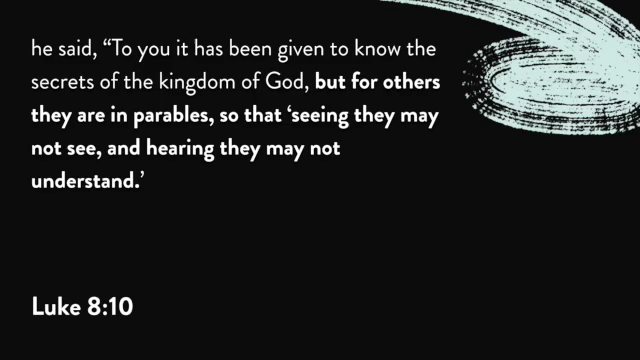 he said, “To you it has been given to know the
secrets of the kingdom of God, but for others
they are in parables, so that ‘seeing they may
not see, and hearing they may not
understand.’
Luke 8:10